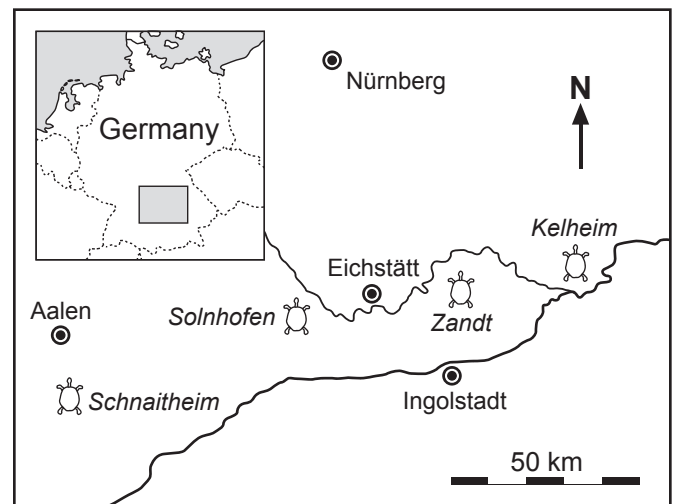 Nürnberg
Germany
N
Kelheim
Eichstätt
Solnhofen
Zandt
Aalen
Schnaitheim
Ingolstadt
50 km